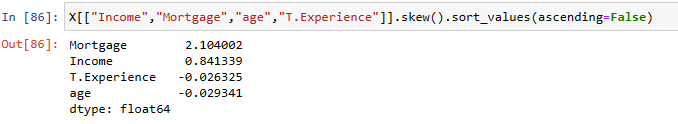 In [86]: X[["Income","Mortgage","age","T.Experience"]].skew().sort_values(ascending=False)
Out[86]: Mortgage        2.104002
Income          0.841339
T.Experience   -0.026325
age            -0.029341
dtype: float64